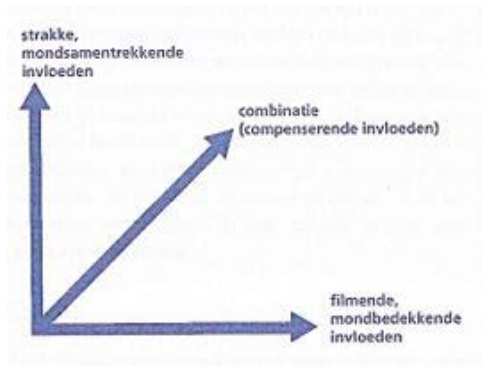 strakke,
mondsamentrekkende
invloeden
combinatie
(compenserende invloeden)
filmende,
mondbedekkende
invloeden